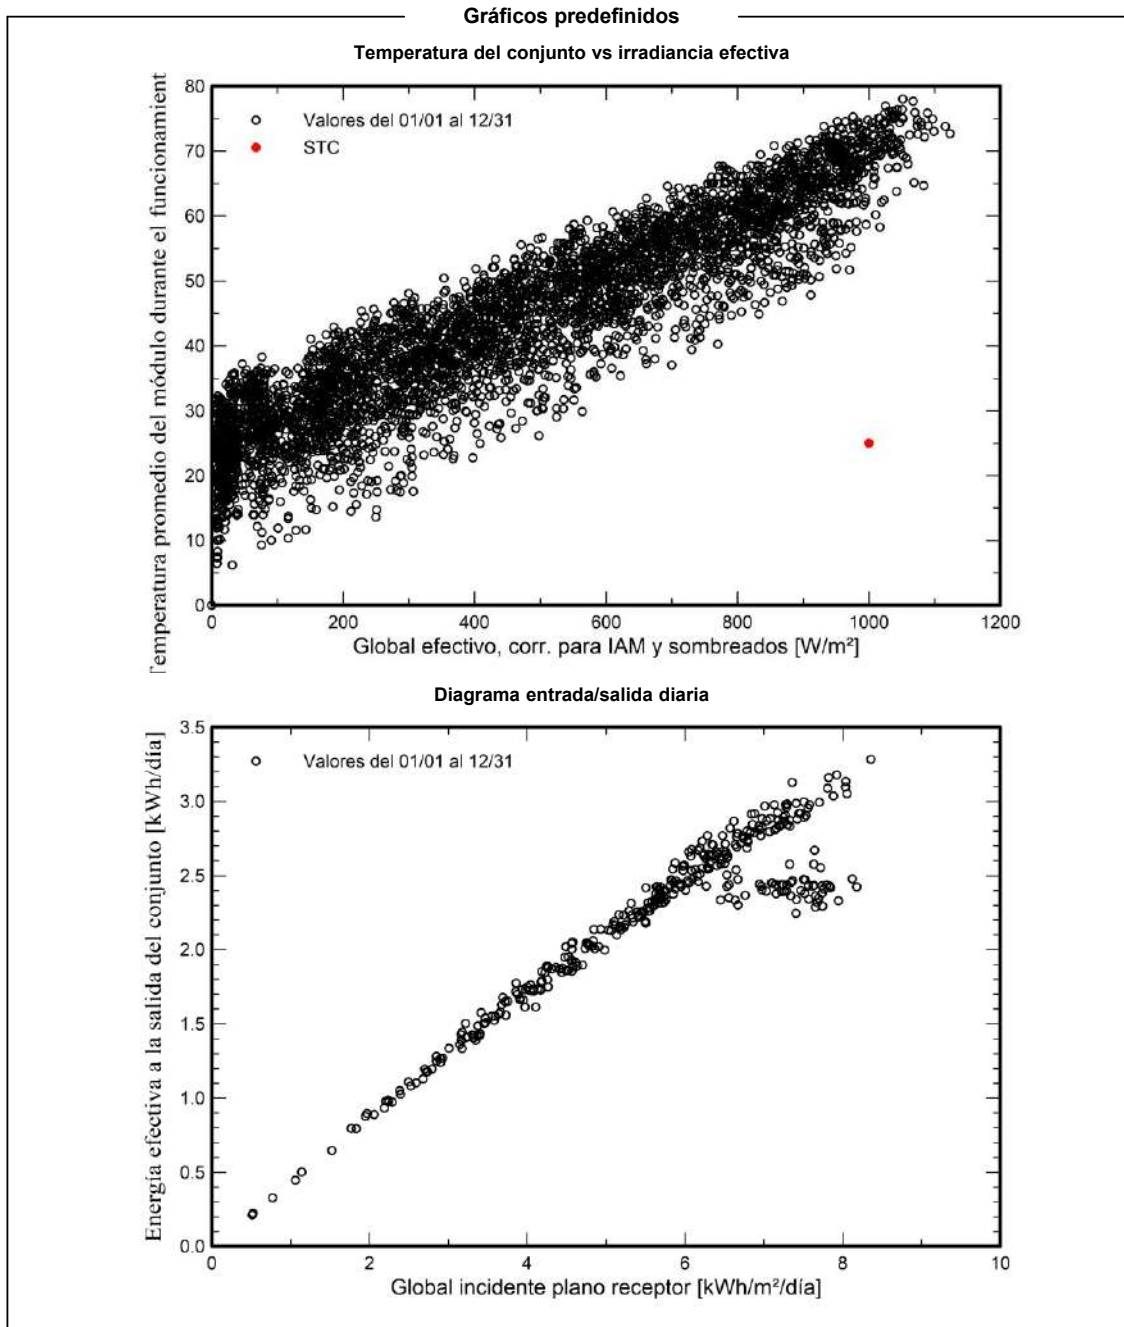 Gráficos predefinidos
Temperatura del conjunto vs irradiancia efectiva
Temperatura promedio del módulo durante el funcionamient
80
70
60
50
40
30
20
10
0
Valores del 01/01 al 12/31
STC
0 200 400 600 800 1000 1200
Global efectivo, corr. para IAM y sombreados [W/m²]
Diagrama entrada/salida diaria
Energía efectiva a la salida del conjunto [kWh/día]
3.5
3.0
2.5
2.0
1.5
1.0
0.5
0.0
Valores del 01/01 al 12/31
0 2 4 6 8 10
Global incidente plano receptor [kWh/m²/día]